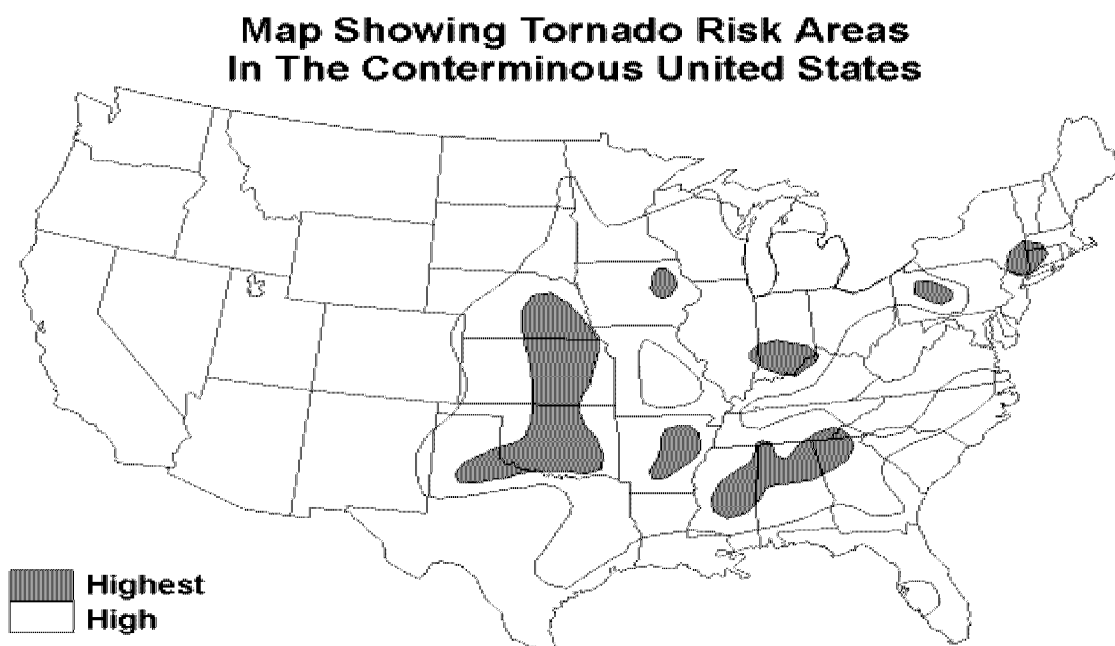 Map Showing Tornado Risk Areas
In The Conterminous United States
Highest
High